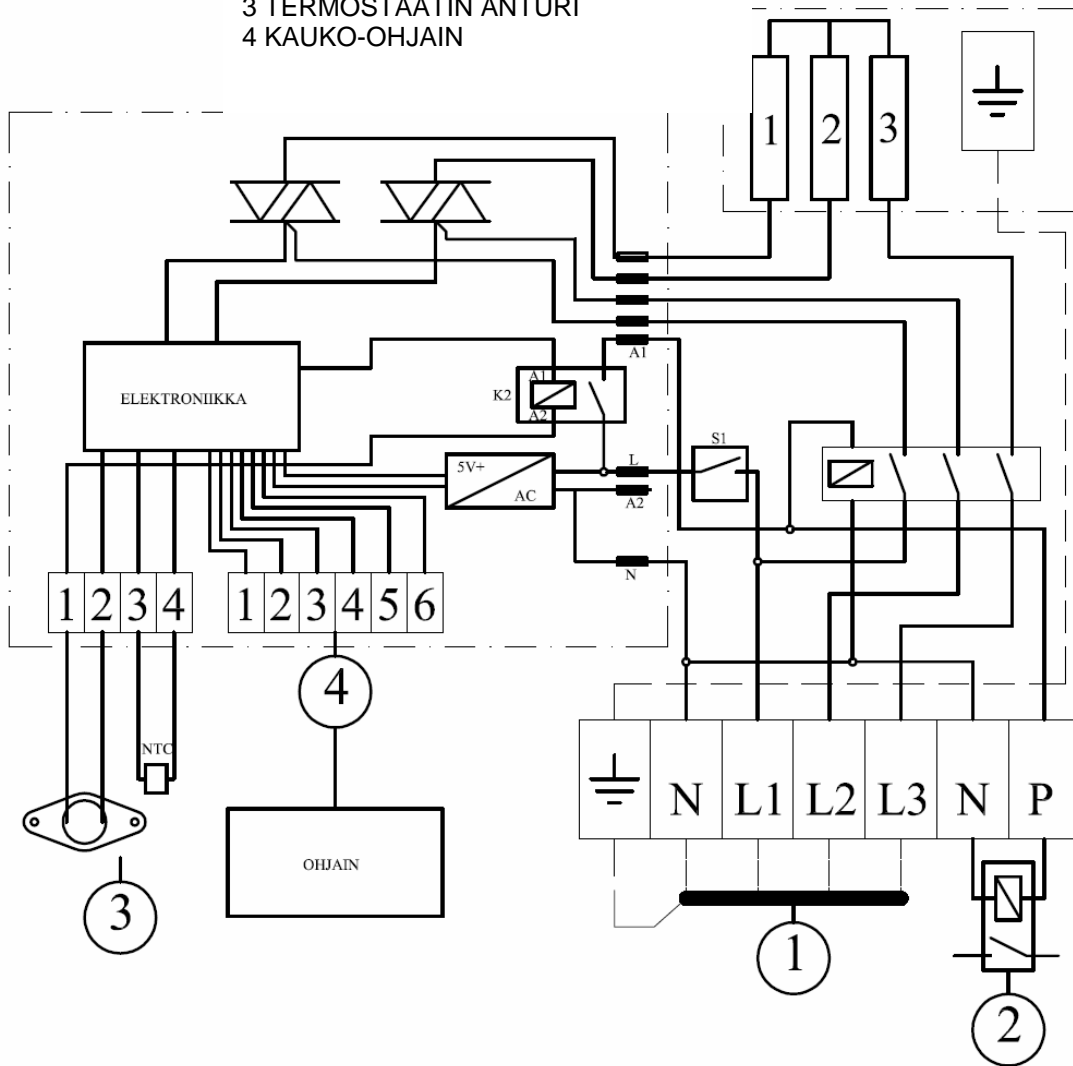 3 TERMOSTAATIN ANTURI
4 KAUKO-OHJAIN
1 2 3
A1
K2
A1
A2
ELEKTRONIIKKA
S1
L
5V+
AC
A2
N
1 2 3 4
1 2 3 4 5 6
4
NTC
N L1 L2 L3 N P
OHJAIN
3
1
2